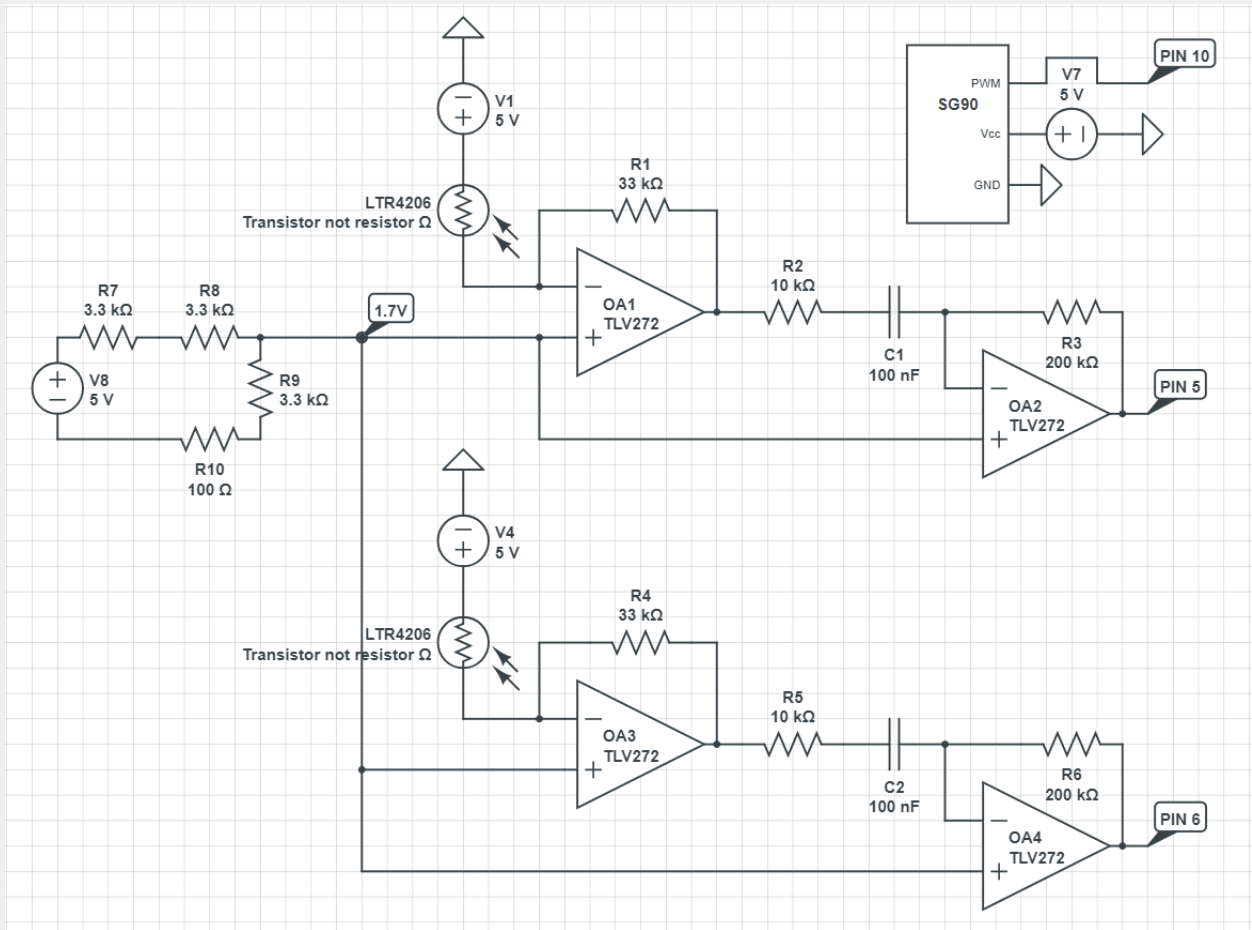 PIN 10
V7
5 V
PWM
SG90
Vcc
GND
V1
5 V
R1
33 kΩ
LTR4206
Transistor not resistor Ω
R2
10 kΩ
R7
3.3 kΩ
R8
3.3 kΩ
1.7V
OA1
TLV272
R3
200 kΩ
C1
100 nF
V8
5 V
R9
3.3 kΩ
PIN 5
OA2
TLV272
R10
100 Ω
V4
5 V
R4
33 kΩ
LTR4206
Transistor not resistor Ω
R5
10 kΩ
OA3
TLV272
R6
200 kΩ
C2
100 nF
PIN 6
OA4
TLV272